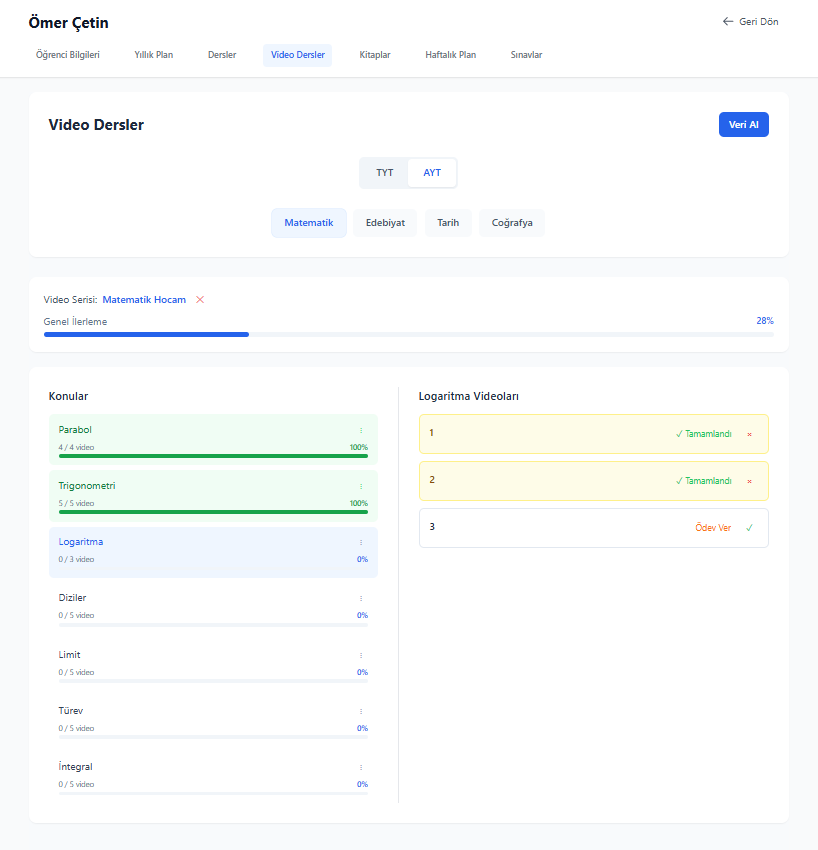 Ömer Çetin
← Geri Dön
Öğrenci Bilgileri Yıllık Plan Dersler Video Dersler Kitaplar Haftalık Plan Sınavlar
Video Dersler
Veri Al
TYT AYT
Matematik Edebiyat Tarih Coğrafya
Video Serisi: Matematik Hocam ✕
Genel İlerleme 28%
Konular
Parabol
4 / 4 video 100%
Trigonometri
5 / 5 video 100%
Logaritma
0 / 3 video 0%
Diziler
0 / 5 video 0%
Limit
0 / 5 video 0%
Türev
0 / 5 video 0%
İntegral
0 / 5 video 0%
Logaritma Videoları
1 ✓ Tamamlandı ×
2 ✓ Tamamlandı ×
3 Ödev Ver ✓